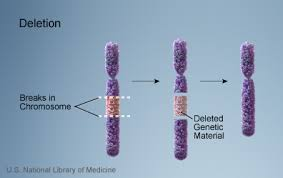 Deletion
Breaks in
Chromosome
Deleted
Genetic
Material
U.S. National Library of Medicine